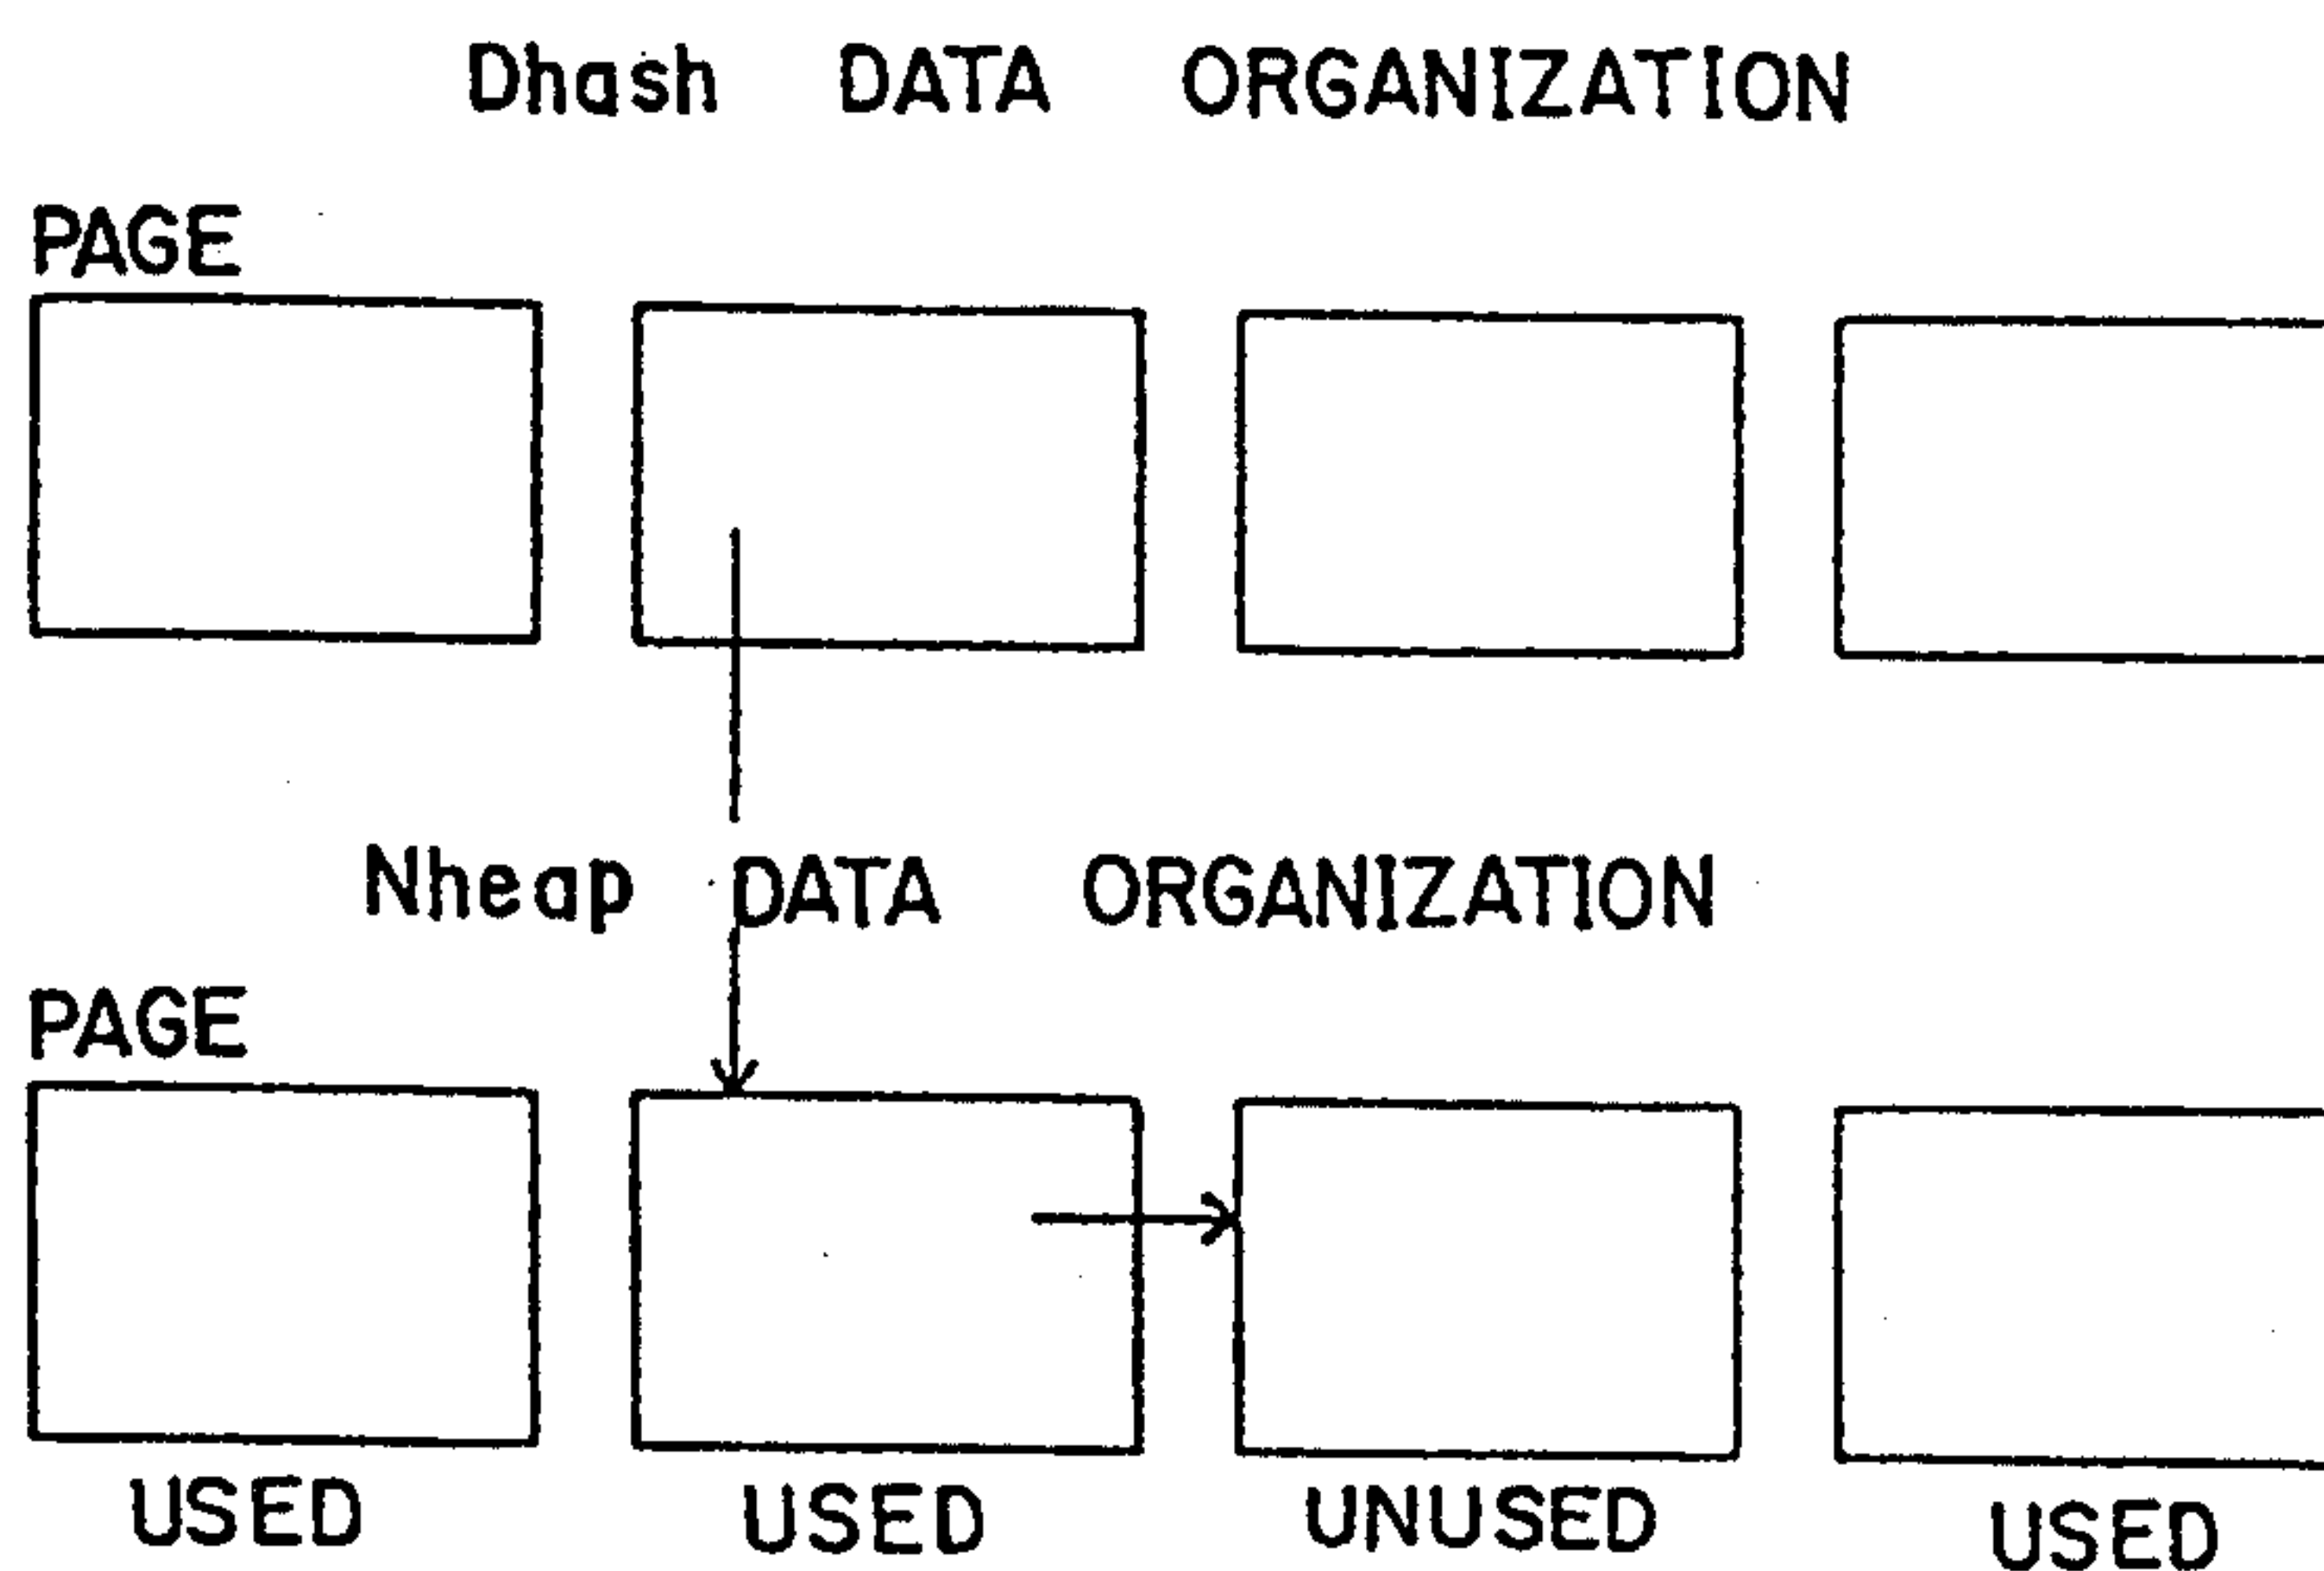 Dhash DATA ORGANIZATION
PAGE
Nheap DATA ORGANIZATION
PAGE
USED USED UNUSED USED